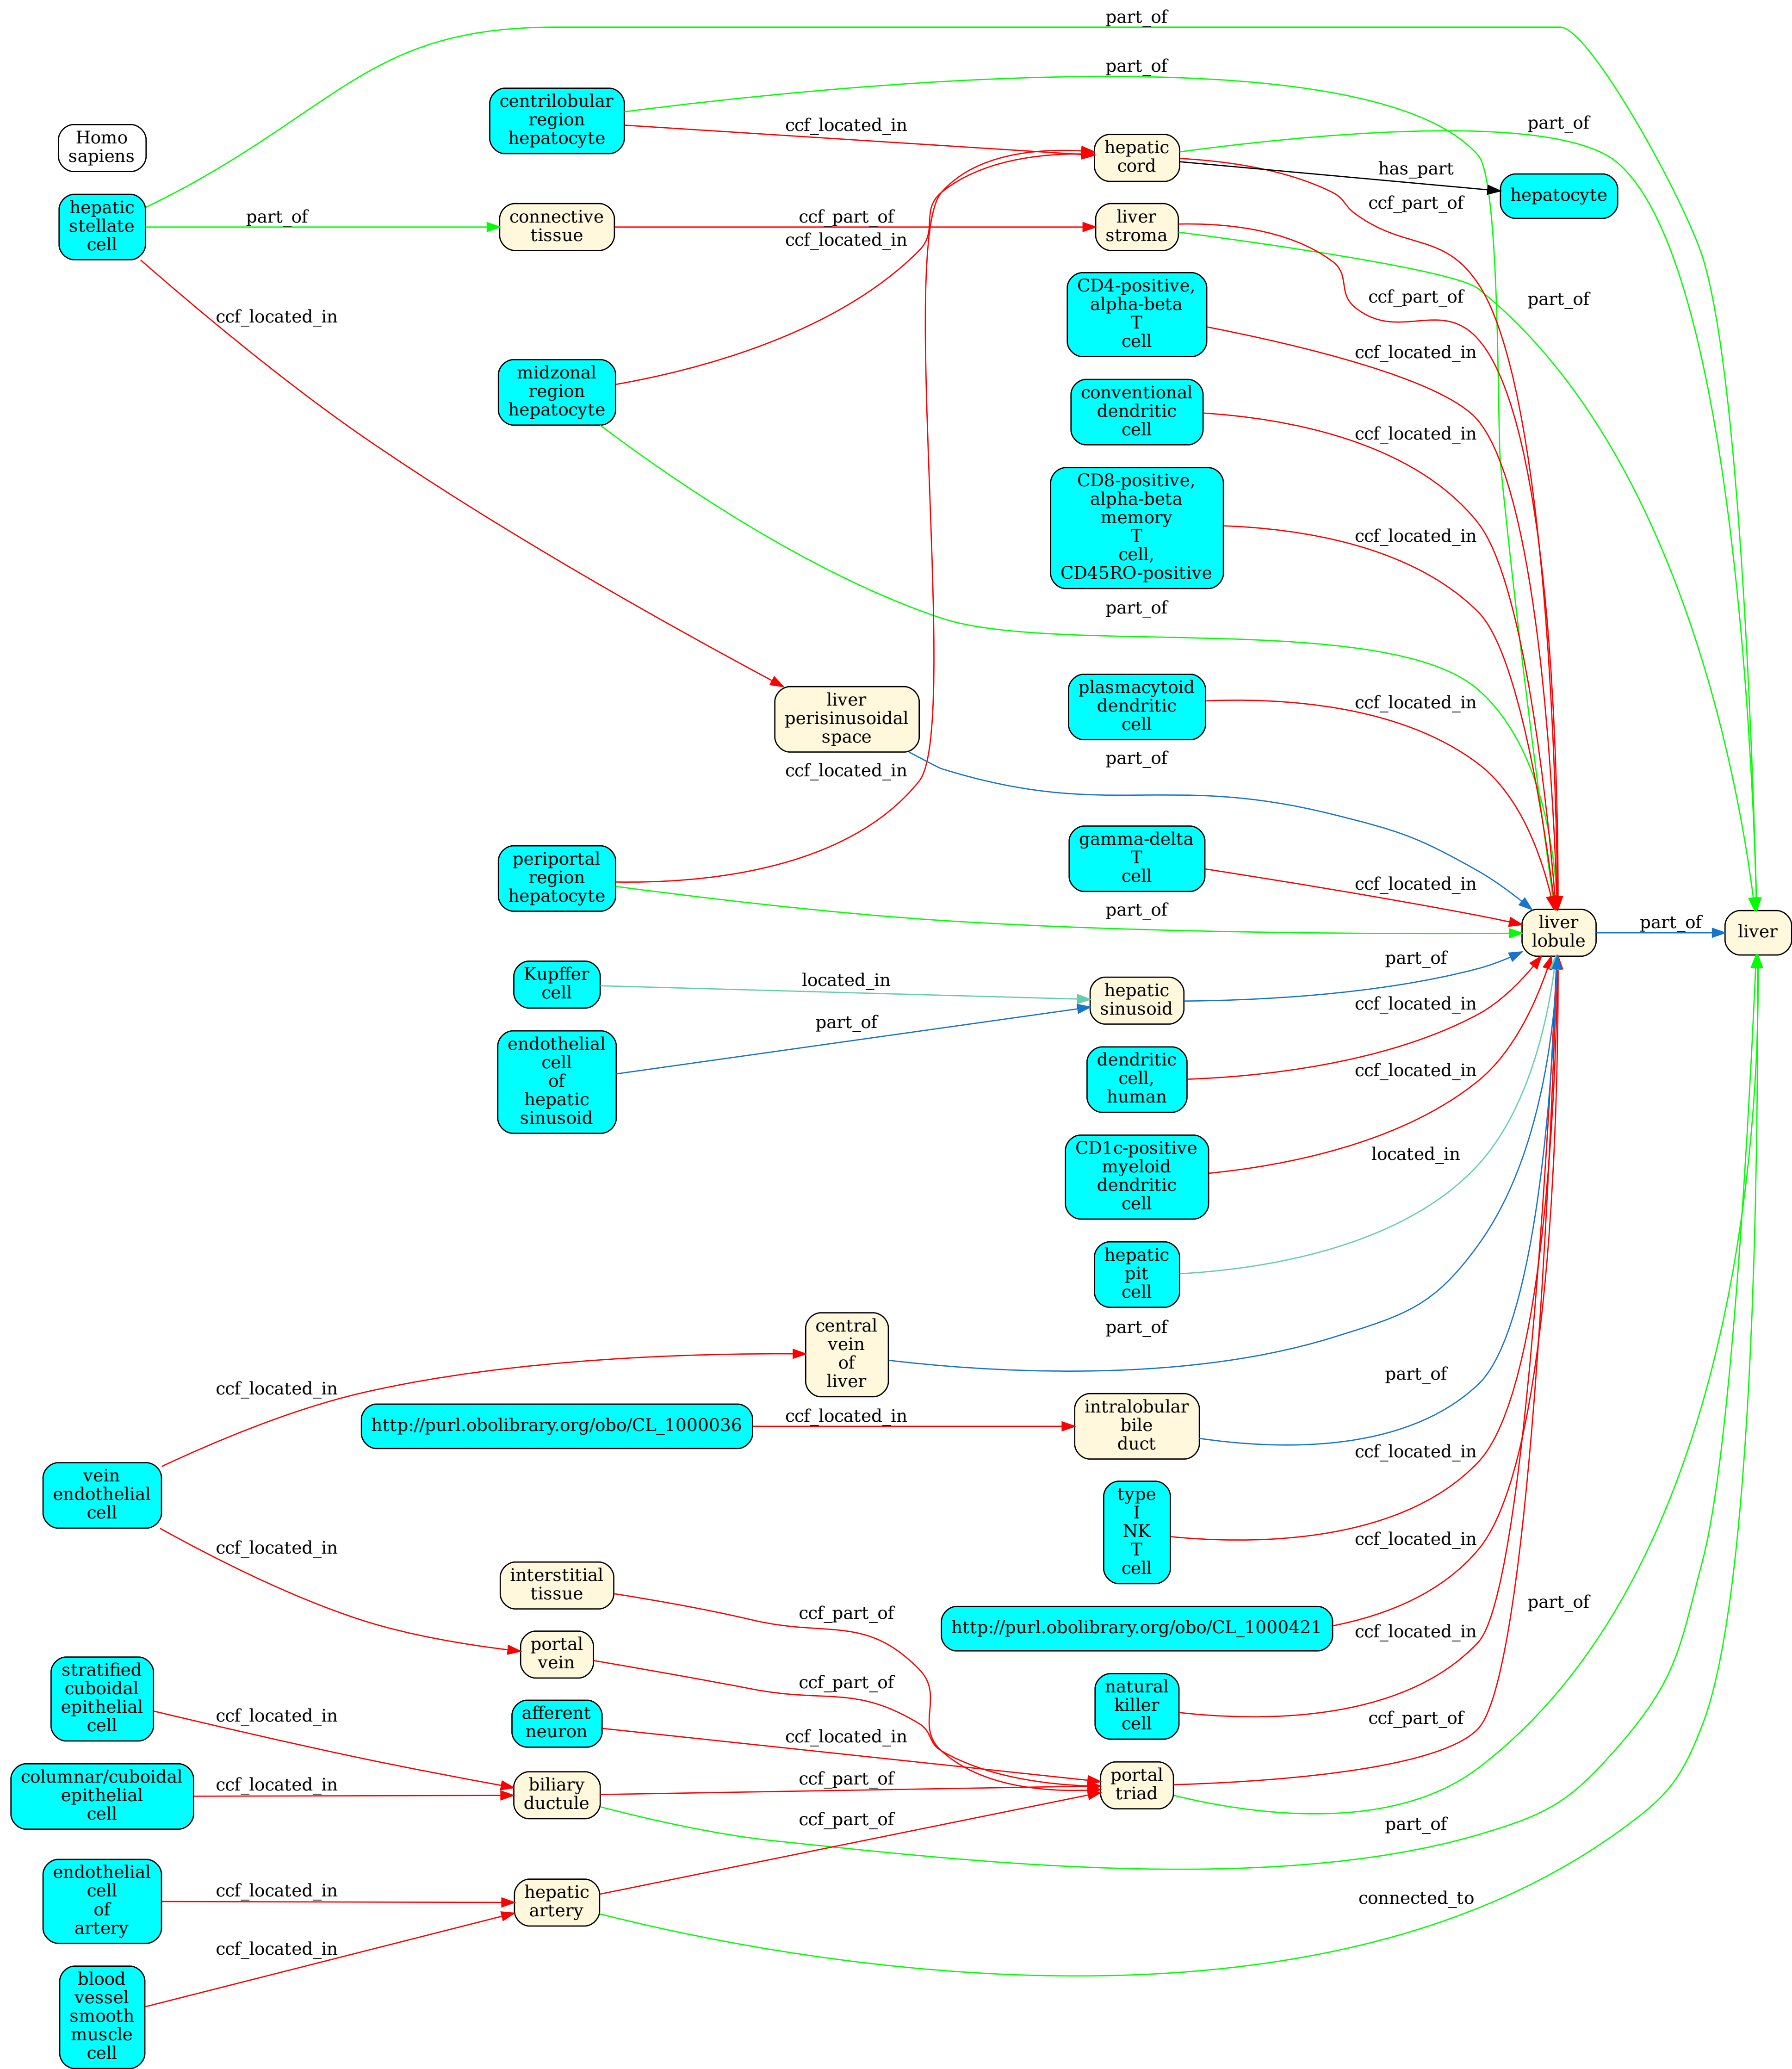 part_of
part_of
centrilobular
region
hepatocyte
ccf_located_in
part_of
Homo
sapiens
hepatic
cord
has_part
hepatocyte
hepatic
stellate
cell
part_of
connective
tissue
ccf_part_of
ccf_located_in
liver
stroma
ccf_part_of
ccf_located_in
CD4-positive,
alpha-beta
T
cell
ccf_part_of
part_of
ccf_located_in
midzonal
region
hepatocyte
conventional
dendritic
cell
ccf_located_in
CD8-positive,
alpha-beta
memory
T
cell,
CD45RO-positive
ccf_located_in
part_of
liver
perisinusoidal
space
plasmacytoid
dendritic
cell
ccf_located_in
part_of
ccf_located_in
periportal
region
hepatocyte
gamma-delta
T
cell
ccf_located_in
part_of
liver
lobule
part_of
liver
Kupffer
cell
located_in
hepatic
sinusoid
part_of
endothelial
cell
of
hepatic
sinusoid
part_of
ccf_located_in
dendritic
cell,
human
ccf_located_in
CD1c-positive
myeloid
dendritic
cell
located_in
hepatic
pit
cell
central
vein
of
liver
part_of
ccf_located_in
http://purl.obolibrary.org/obo/CL_1000036
ccf_located_in
intralobular
bile
duct
part_of
vein
endothelial
cell
ccf_located_in
type
I
NK
T
cell
ccf_located_in
ccf_located_in
interstitial
tissue
ccf_part_of
http://purl.obolibrary.org/obo/CL_1000421
ccf_located_in
part_of
portal
vein
ccf_part_of
stratified
cuboidal
epithelial
cell
ccf_located_in
afferent
neuron
ccf_located_in
natural
killer
cell
ccf_part_of
columnar/cuboidal
epithelial
cell
ccf_located_in
biliary
ductule
ccf_part_of
portal
triad
ccf_part_of
part_of
endothelial
cell
of
artery
ccf_located_in
hepatic
artery
connected_to
ccf_located_in
blood
vessel
smooth
muscle
cell